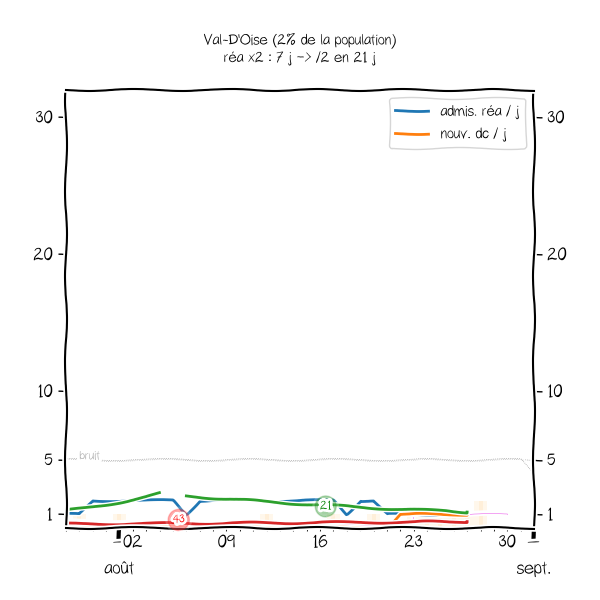 Val-D'Oise (2% de la population)
réa x2 : 7 j -> /2 en 21 j
admis. réa / j
nouv. dc / j
30
30
20
20
10
10
5
bruit
5
1
1
43
21
02
09
16
23
30
août
sept.